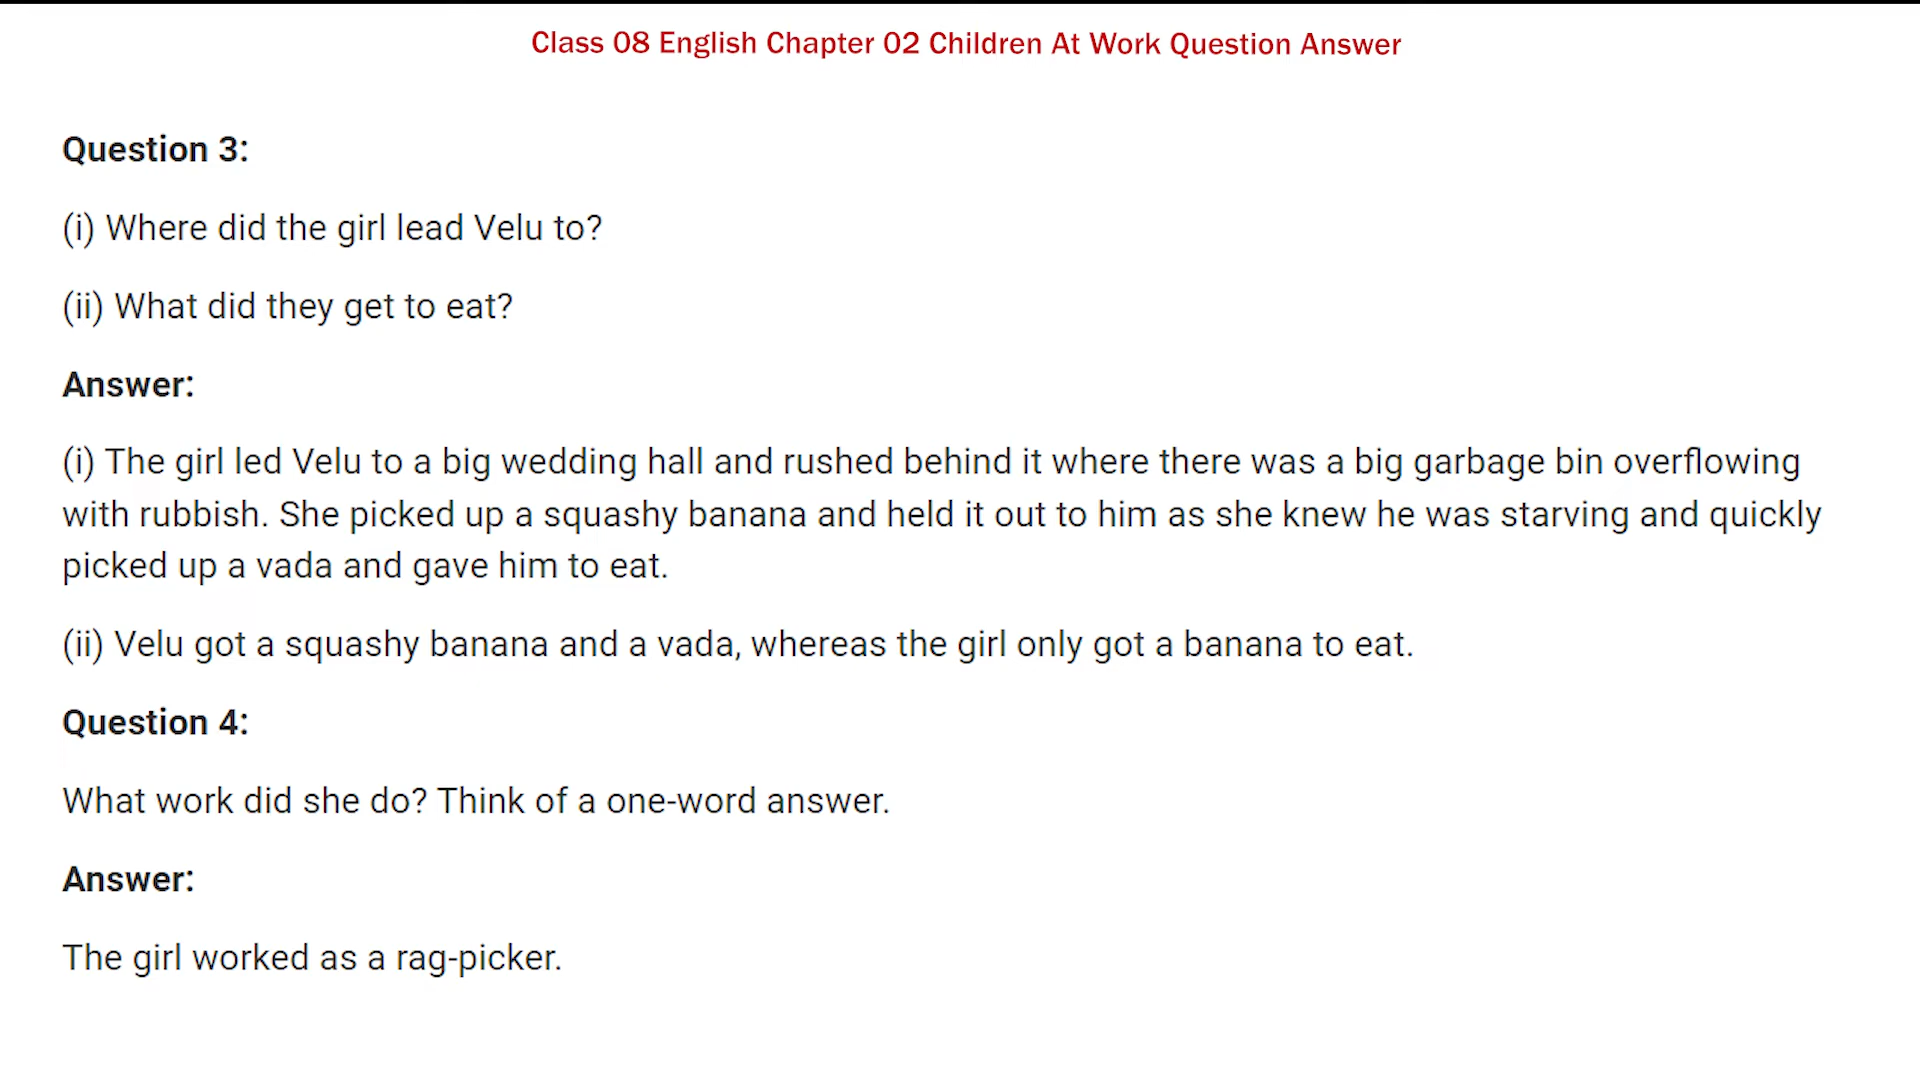 Class 08 English Chapter 02 Children At Work Question Answer
Question 3:
(i) Where did the girl lead Velu to?
(ii) What did they get to eat?
Answer:
(i) The girl led Velu to a big wedding hall and rushed behind it where there was a big garbage bin overflowing
with rubbish. She picked up a squashy banana and held it out to him as she knew he was starving and quickly
picked up a vada and gave him to eat.
(ii) Velu got a squashy banana and a vada, whereas the girl only got a banana to eat.
Question 4:
What work did she do? Think of a one-word answer.
Answer:
The girl worked as a rag-picker.